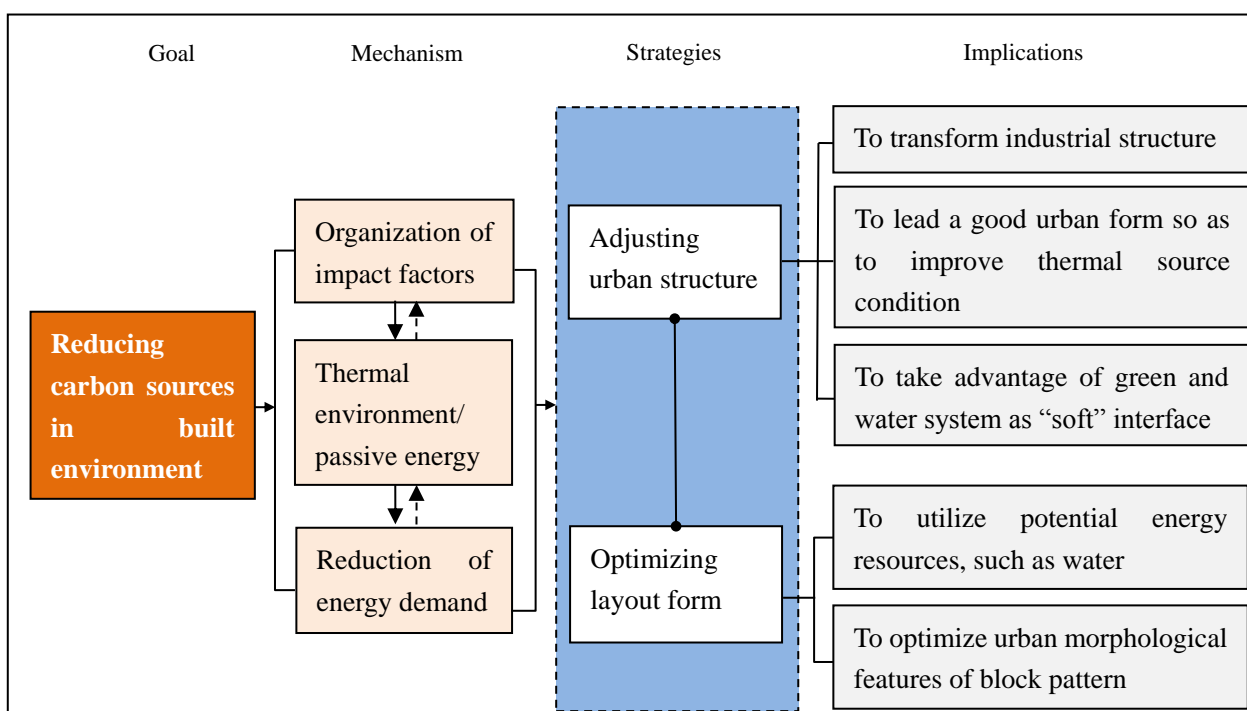 Goal
Mechanism
Strategies
Implications
Reducing
carbon sources
in built
environment
Organization of
impact factors
Thermal
environment/
passive energy
Reduction of
energy demand
Adjusting
urban structure
Optimizing
layout form
To transform industrial structure
To lead a good urban form so as
to improve thermal source
condition
To take advantage of green and
water system as “soft” interface
To utilize potential energy
resources, such as water
To optimize urban morphological
features of block pattern